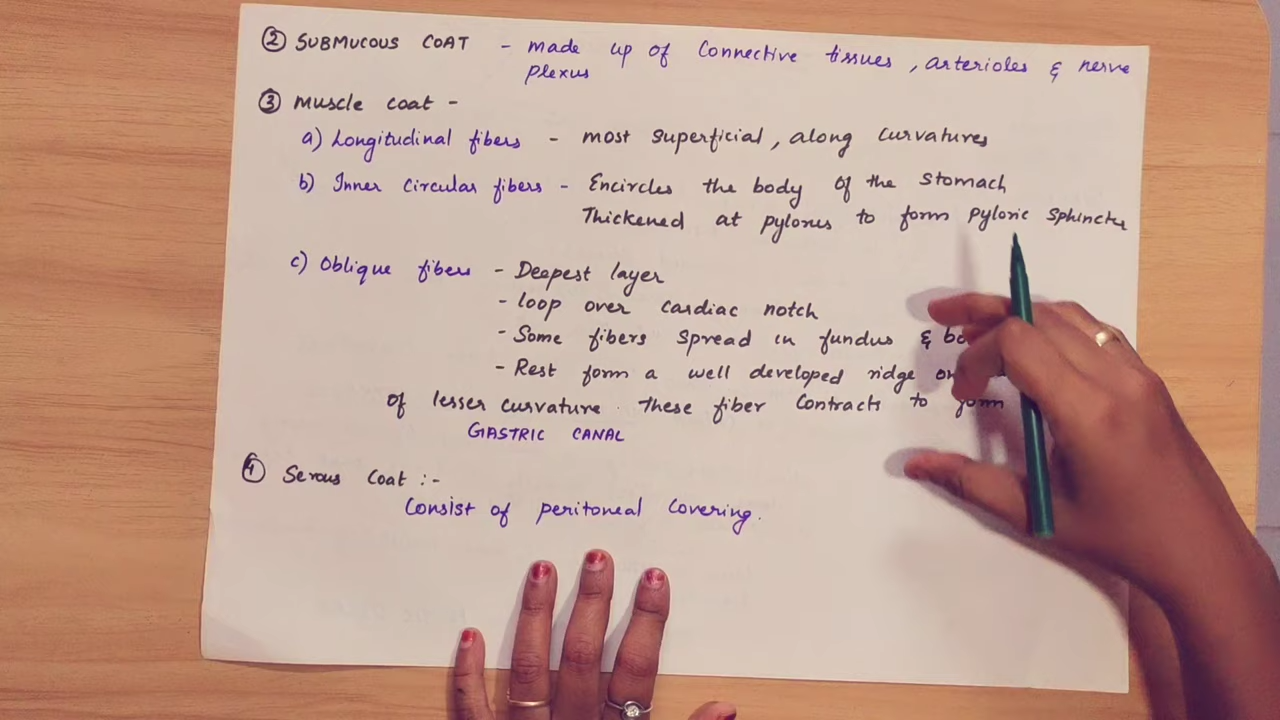 ② SUBMUCOUS COAT - made up of Connective tissues, arterioles & nerve
plexus
③ Muscle coat -
a) Longitudinal fibers - most superficial, along curvatures
b) Inner circular fibers - Encircles the body of the stomach
Thickened at pylorus to form pyloric sphincter
c) Oblique fibers - Deepest layer
- Loop over cardiac notch
- Some fibers spread in fundus &
- Rest form a well developed ridge
of lesser curvature. These fiber contracts to form
GASTRIC CANAL
④ Serous Coat :-
Consist of peritoneal covering.